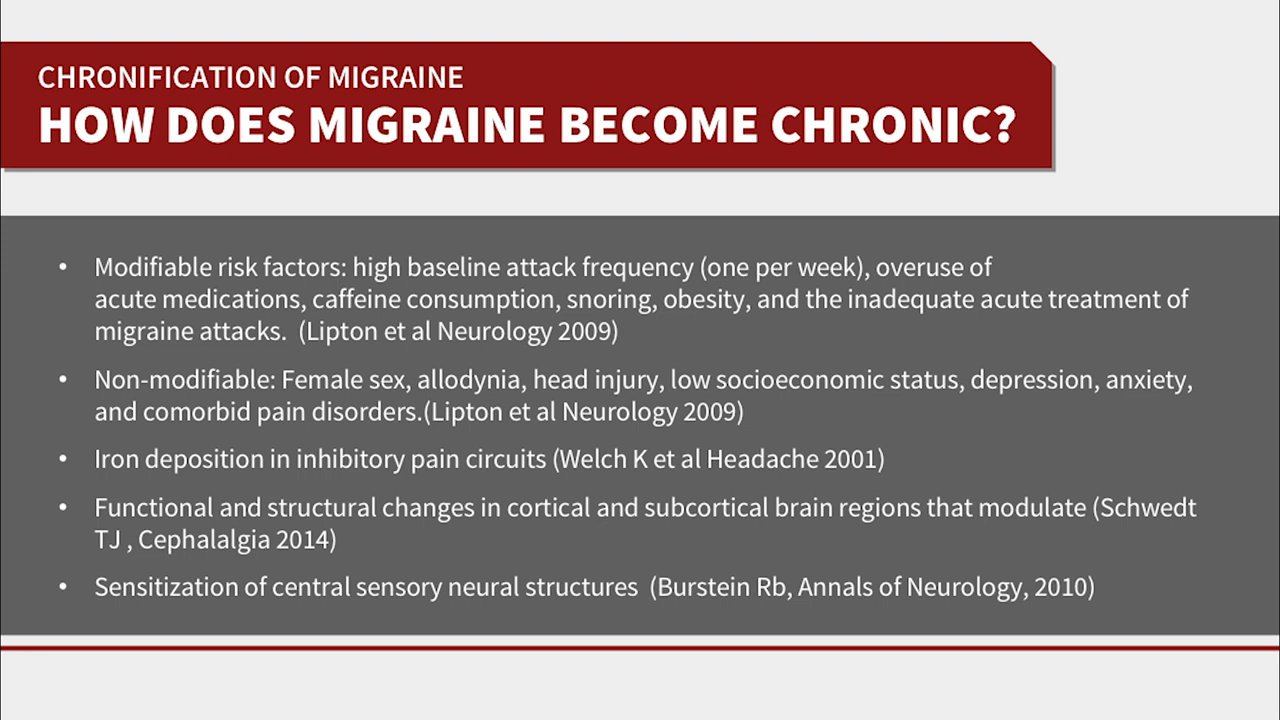 CHRONIFICATION OF MIGRAINE
HOW DOES MIGRAINE BECOME CHRONIC?
• Modifiable risk factors: high baseline attack frequency (one per week), overuse of
acute medications, caffeine consumption, snoring, obesity, and the inadequate acute treatment of
migraine attacks.  (Lipton et al Neurology 2009)
• Non-modifiable: Female sex, allodynia, head injury, low socioeconomic status, depression, anxiety,
and comorbid pain disorders.(Lipton et al Neurology 2009)
• Iron deposition in inhibitory pain circuits (Welch K et al Headache 2001)
• Functional and structural changes in cortical and subcortical brain regions that modulate (Schwedt
TJ , Cephalalgia 2014)
• Sensitization of central sensory neural structures  (Burstein Rb, Annals of Neurology, 2010)